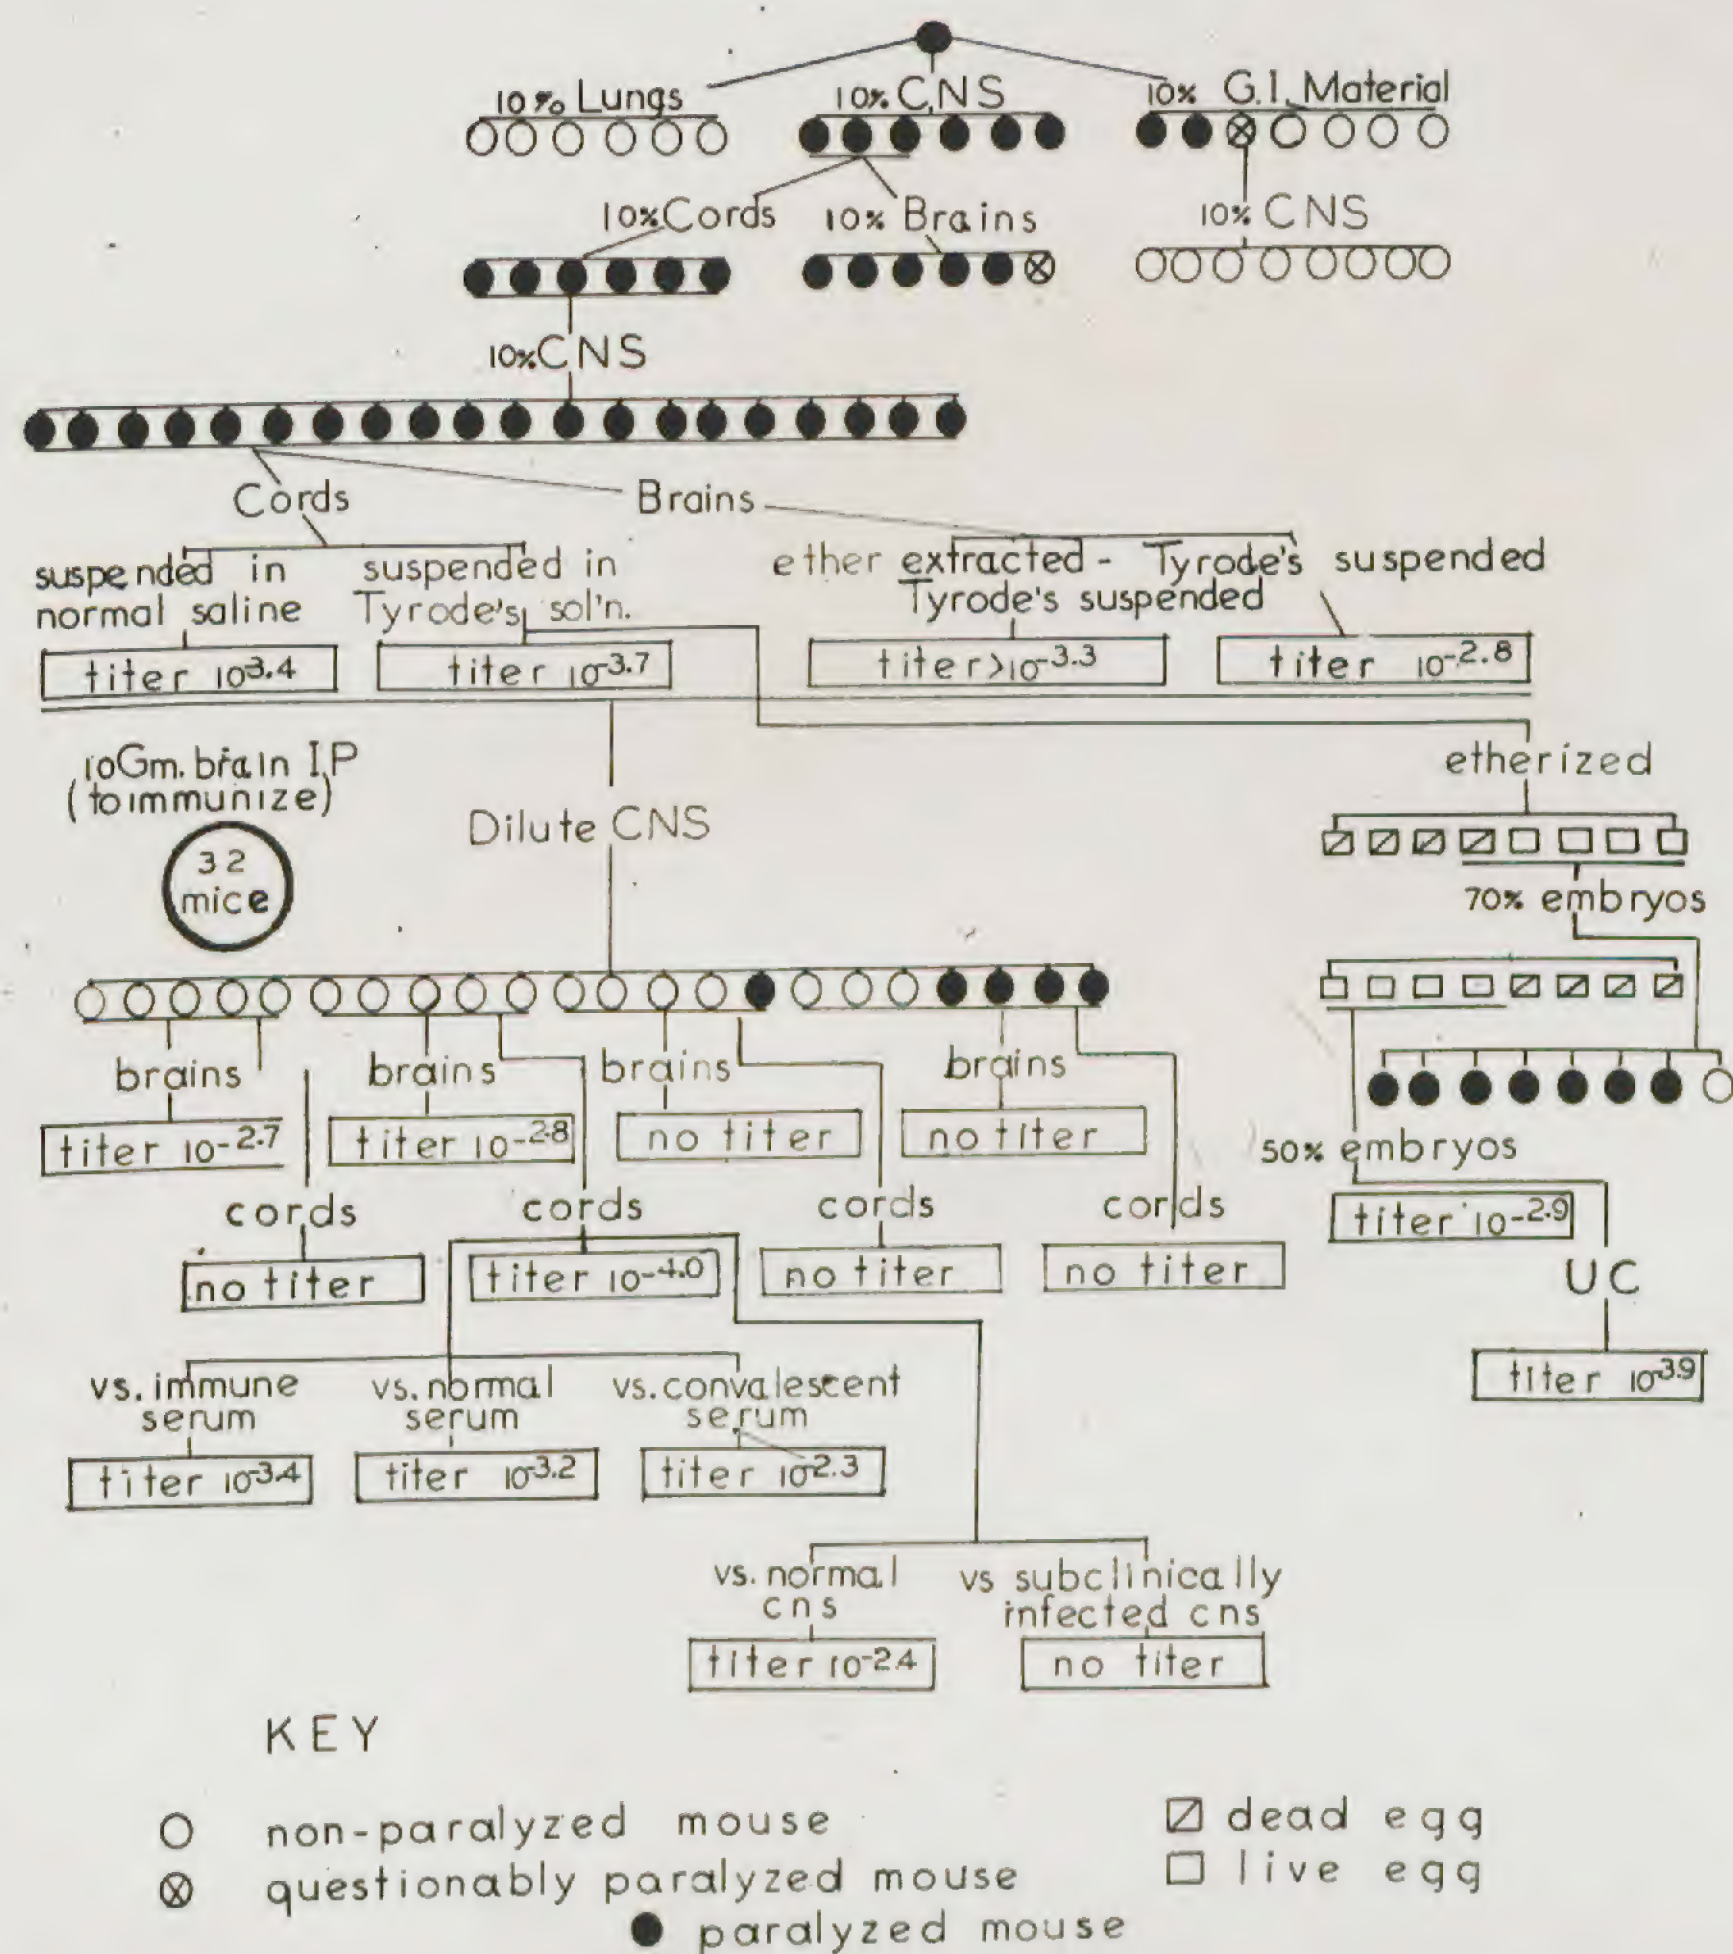 10% Lungs 10% CNS 10% G.I. Material
10% Cords 10% Brains 10% CNS
10% CNS
Cords Brains
suspended in normal saline
suspended in Tyrode's sol'n.
ether extracted - Tyrode's suspended
Tyrode's suspended
titer 10-3.4 titer 10-3.7 titer>10-3.3 titer 10-2.8
10Gm. brain I.P
(to immunize)
32
mice
Dilute CNS
etherized
70% embryos
brains brains brains brains
titer 10-2.7 titer 10-2.8 no titer no titer
50% embryos
cords cords cords cords
titer 10-2.9
no titer titer 10-4.0 no titer no titer
UC
titer 10-3.9
vs. immune serum
vs. normal serum
vs. convalescent serum
titer 10-3.4 titer 10-3.2 titer 10-2.3
vs. normal cns
vs subclinically infected cns
titer 10-2.4 no titer
KEY
non-paralyzed mouse
questionably paralyzed mouse
paralyzed mouse
dead egg
live egg